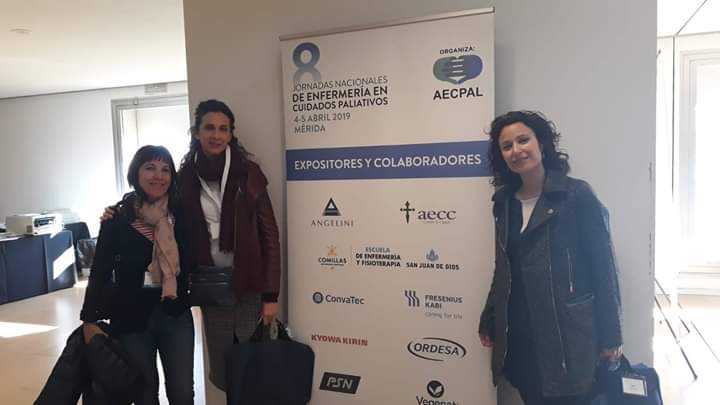 8
JORNADAS NACIONALES
DE ENFERMERÍA EN
CUIDADOS PALIATIVOS
4-5 ABRIL 2019
MÉRIDA
ORGANIZA:
AECPAL
EXPOSITORES Y COLABORADORES
ANGELINI
aecc
COMILLAS
ESCUELA
DE ENFERMERÍA
Y FISIOTERAPIA
SAN JUAN DE DIOS
ConvaTec
FRESENIUS
KABI
caring for life
KYOWA KIRIN
ORDESA
PSN
Vegenat